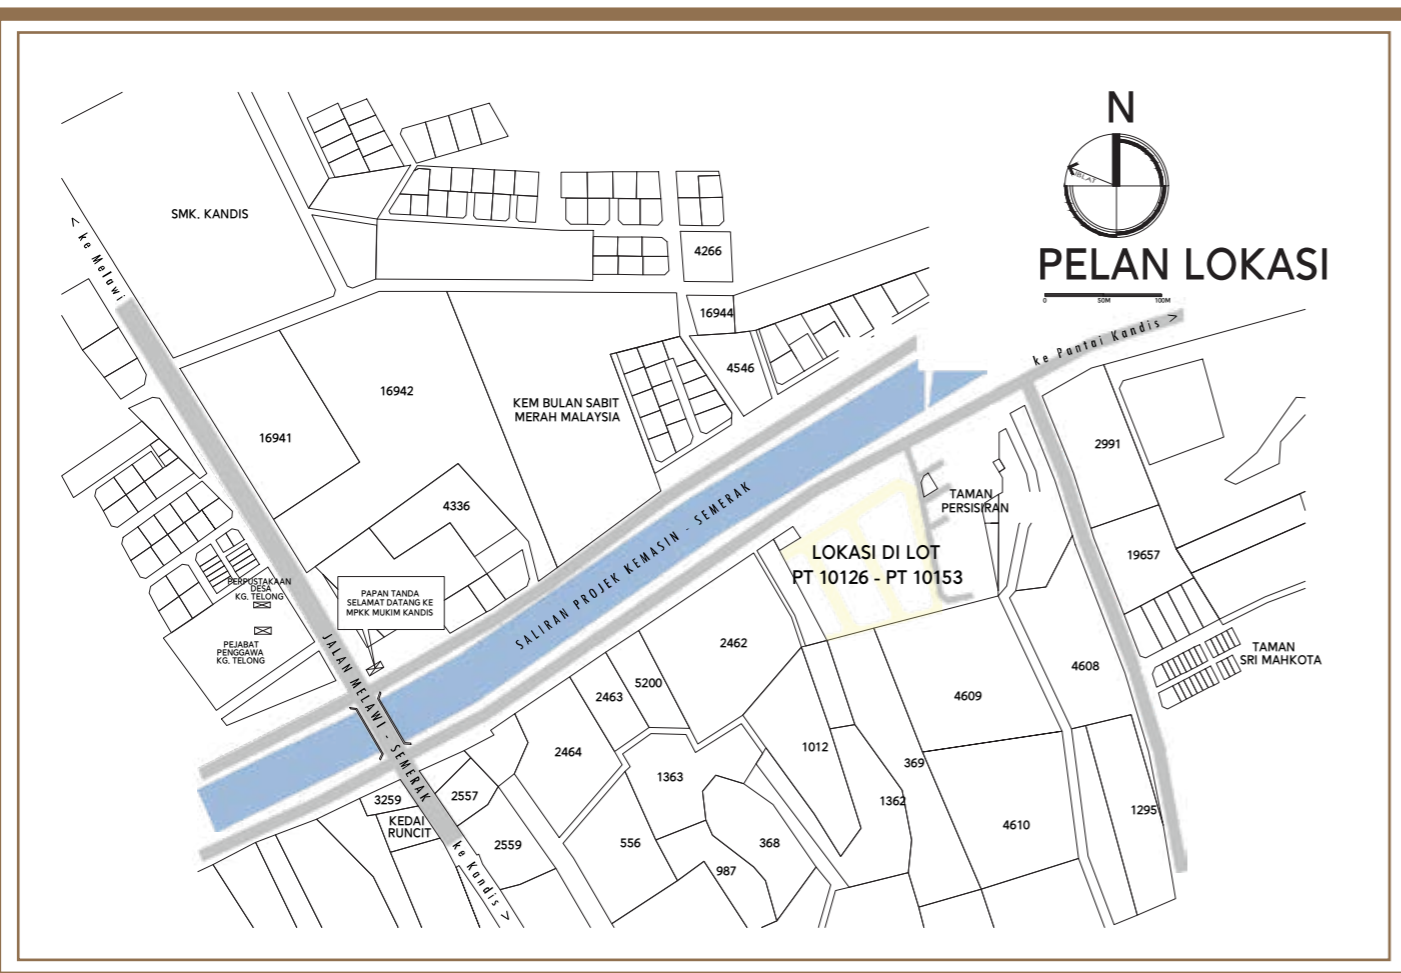 N
KIBLAT
PELAN LOKASI
0 50M 100M
SMK. KANDIS
< ke Melawi
4266
16944
4546
ke Pantai Kandis >
16942
16941
KEM BULAN SABIT
MERAH MALAYSIA
2991
4336
TAMAN
PERSISIRAN
SALIRAN PROJEK KEMASIN - SEMERAK
LOKASI DI LOT
PT 10126 - PT 10153
19657
PERPUSTAKAAN
DESA
KG. TELONG
PAPAN TANDA
SELAMAT DATANG KE
MPKK MUKIM KANDIS
PEJABAT
PENGGAWA
KG. TELONG
JALAN MELAWI - SEMERAK
2462
TAMAN
SRI MAHKOTA
4608
5200
2463
4609
2464
1012
369
1363
3259
2557
1362
1295
KEDAI
RUNCIT
4610
2559
556
368
987
ke Kandis >